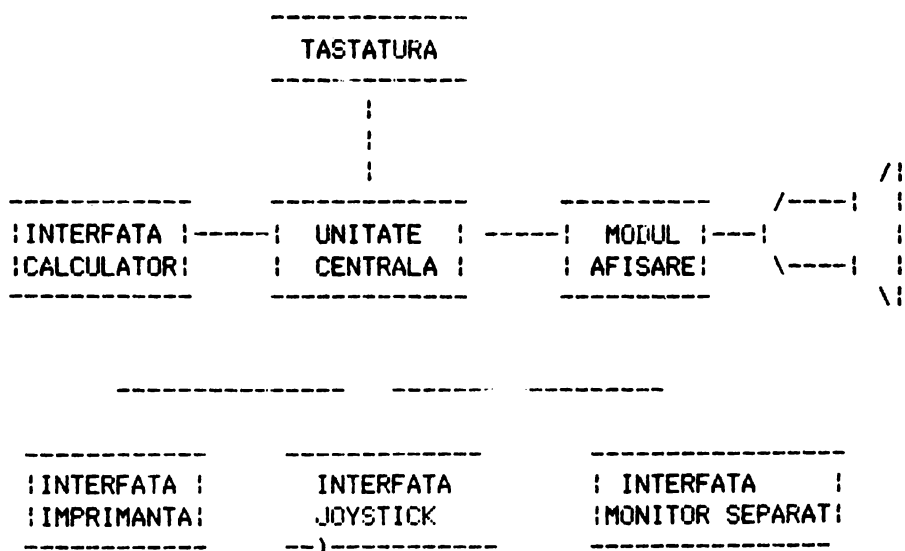 TASTATURA
INTERFATA UNITATE MODUL
CALCULATOR CENTRALA AFISARE
INTERFATA INTERFATA INTERFATA
IMPRIMANTA JOYSTICK MONITOR SEPARAT